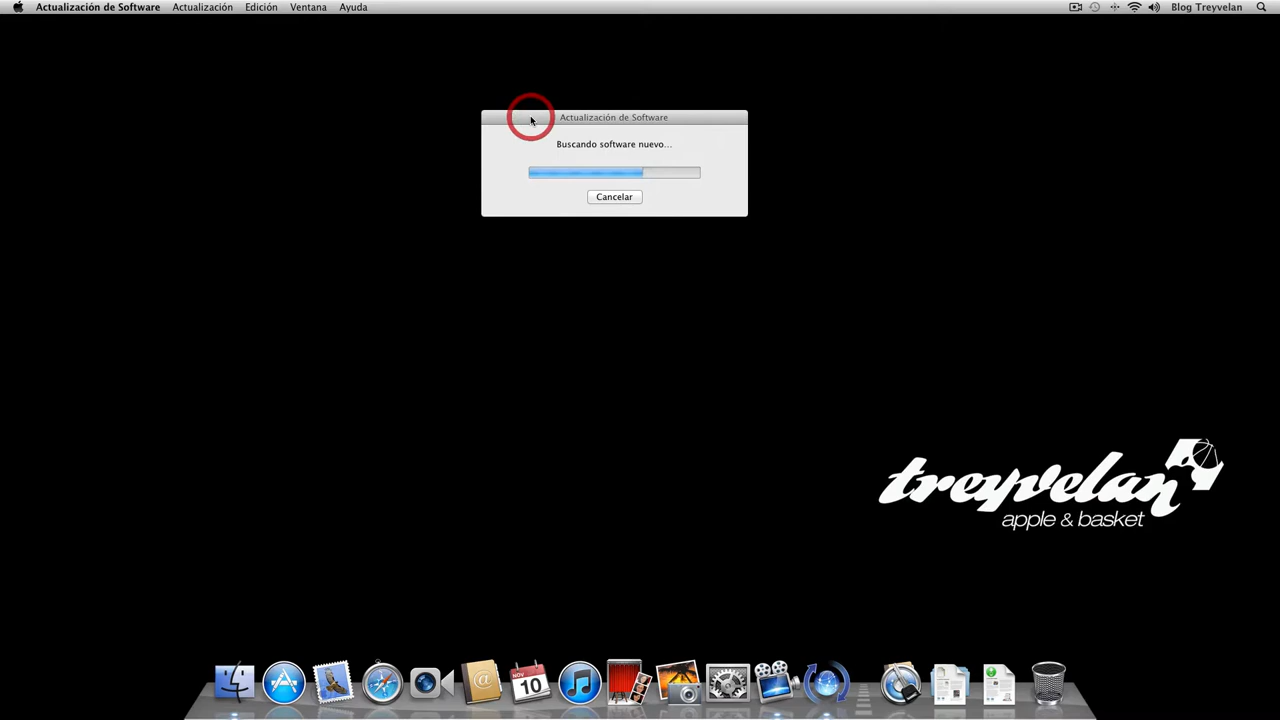 Actualización de Software Actualización Edición Ventana Ayuda Blog Treyvelan
Actualización de Software
Buscando software nuevo...
Cancelar
treyvelan
apple & basket
NOV
10
@